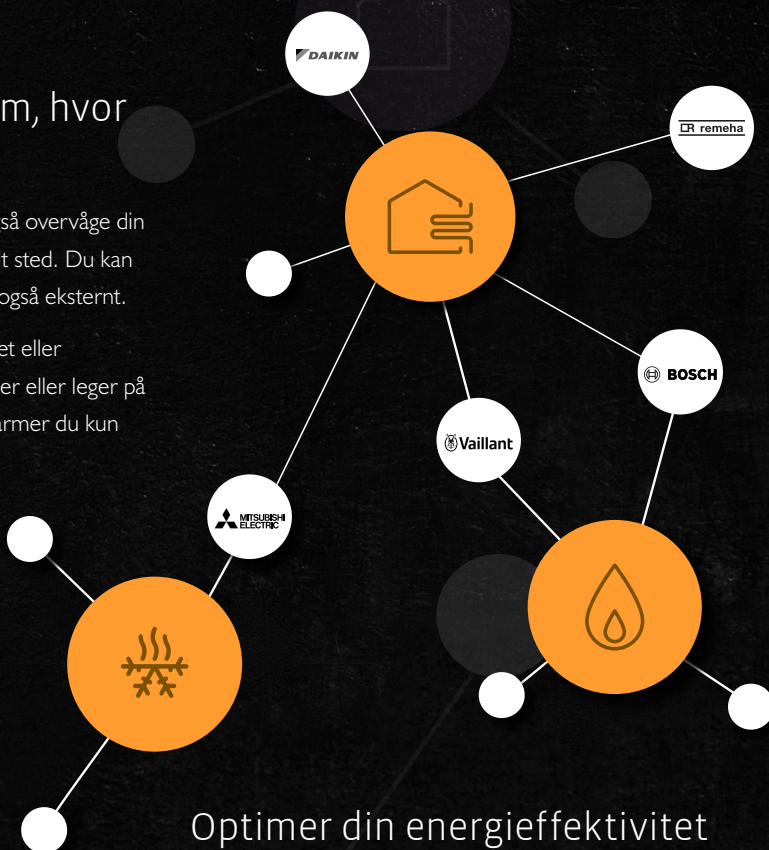 DAIKIN
m, hvor
remeha
så overvåge din
t sted. Du kan
også eksternt.
et eller
er eller leger på
armer du kun
BOSCH
Vaillant
MITSUBISHI
ELECTRIC
Optimer din energieffektivitet